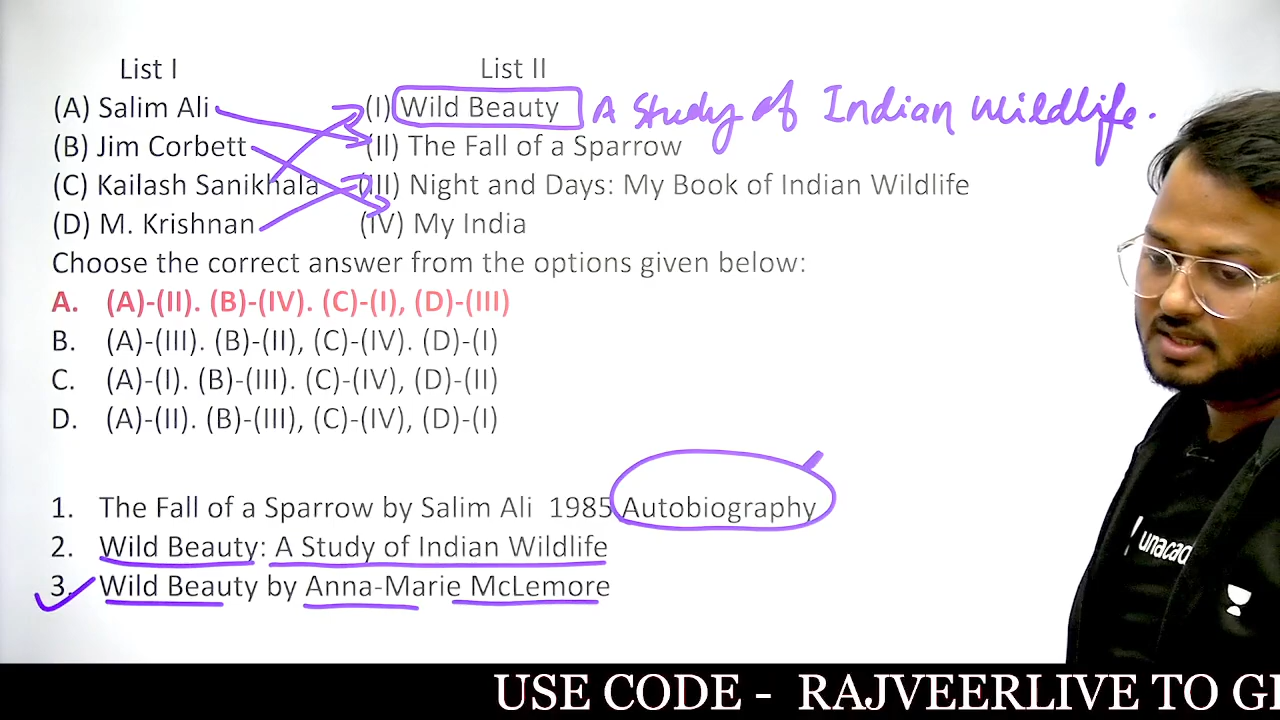 List I List II
(A) Salim Ali (I) Wild Beauty A Study of Indian Wildlife.
(B) Jim Corbett (II) The Fall of a Sparrow
(C) Kailash Sanikhala (III) Night and Days: My Book of Indian Wildlife
(D) M. Krishnan (IV) My India
Choose the correct answer from the options given below:
A. (A)-(II). (B)-(IV). (C)-(I), (D)-(III)
B. (A)-(III). (B)-(II), (C)-(IV). (D)-(I)
C. (A)-(I). (B)-(III). (C)-(IV), (D)-(II)
D. (A)-(II). (B)-(III), (C)-(IV), (D)-(I)
1. The Fall of a Sparrow by Salim Ali 1985 Autobiography
2. Wild Beauty: A Study of Indian Wildlife
3. Wild Beauty by Anna-Marie McLemore
unacad
USE CODE - RAJVEERLIVE TO GE